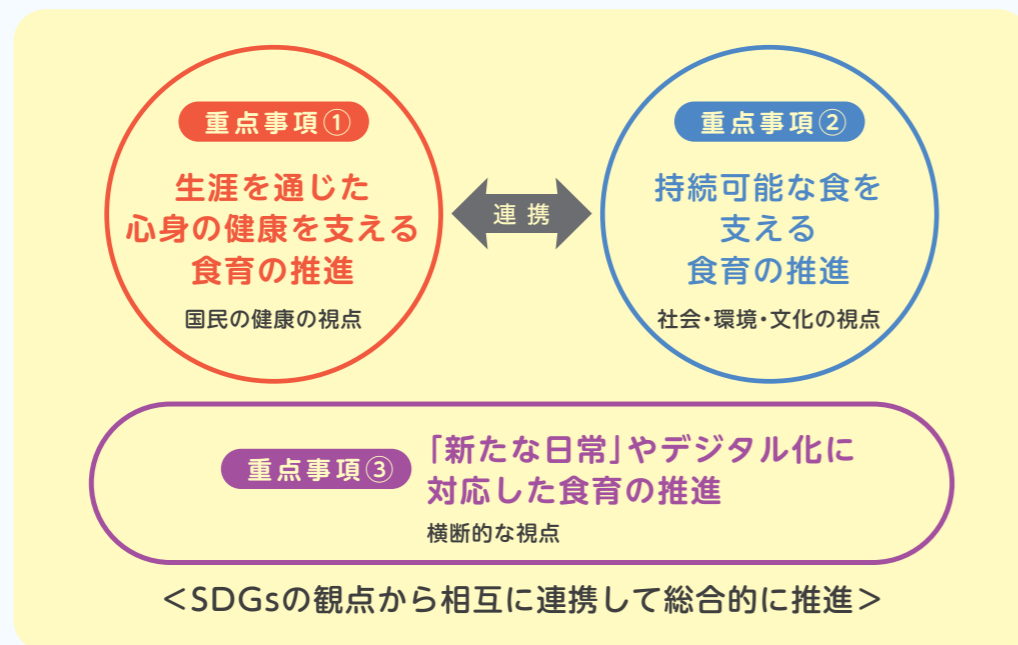 重点事項①
生涯を通じた
心身の健康を支える
食育の推進
国民の健康の視点
連携
重点事項②
持続可能な食を
支える
食育の推進
社会・環境・文化の視点
重点事項③
「新たな日常」やデジタル化に
対応した食育の推進
横断的な視点
＜SDGsの観点から相互に連携して総合的に推進＞